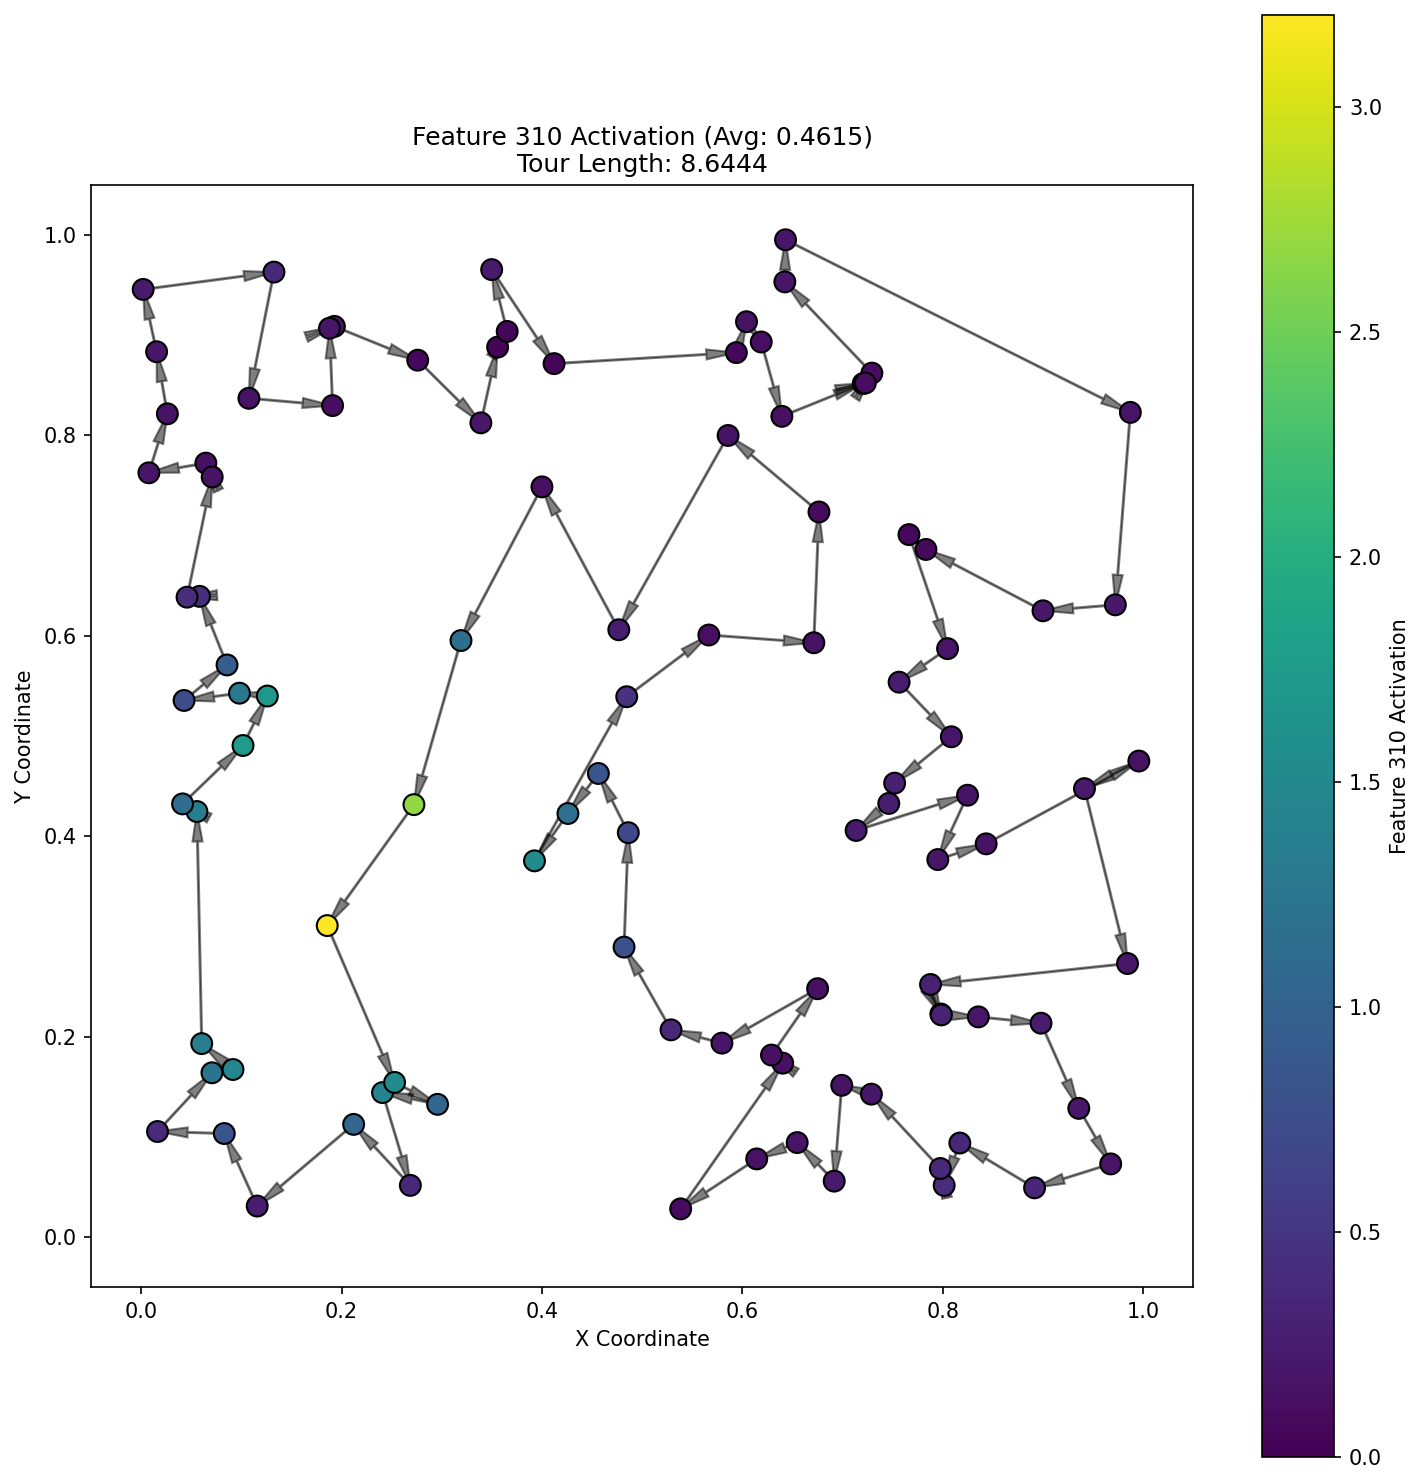 Feature 310 Activation (Avg: 0.4615)
Tour Length: 8.6444
1.0
0.8
0.6
0.4
0.2
0.0
Y Coordinate
0.0 0.2 0.4 0.6 0.8 1.0
X Coordinate
3.0
2.5
2.0
1.5
1.0
0.5
0.0
Feature 310 Activation